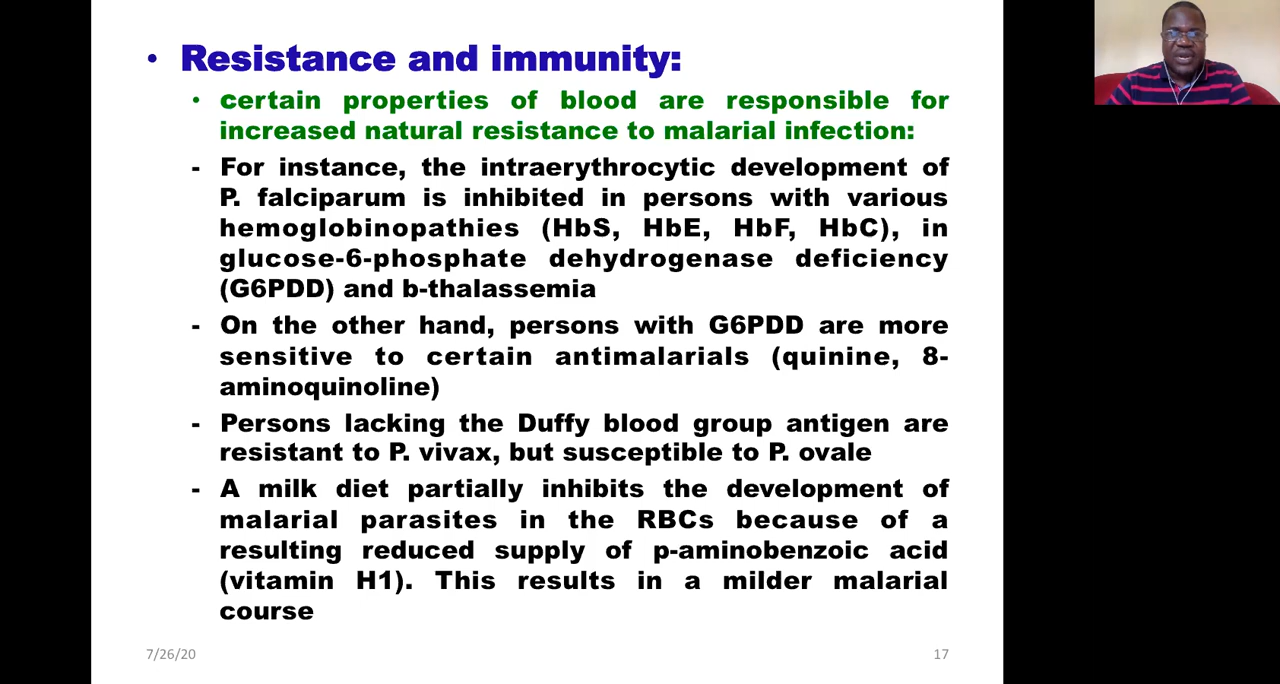 • Resistance and immunity:
• certain properties of blood are responsible for
increased natural resistance to malarial infection:
- For instance, the intraerythrocytic development of
P. falciparum is inhibited in persons with various
hemoglobinopathies (HbS, HbE, HbF, HbC), in
glucose-6-phosphate dehydrogenase deficiency
(G6PDD) and b-thalassemia
- On the other hand, persons with G6PDD are more
sensitive to certain antimalarials (quinine, 8-
aminoquinoline)
- Persons lacking the Duffy blood group antigen are
resistant to P. vivax, but susceptible to P. ovale
- A milk diet partially inhibits the development of
malarial parasites in the RBCs because of a
resulting reduced supply of p-aminobenzoic acid
(vitamin H1). This results in a milder malarial
course
7/26/20
17